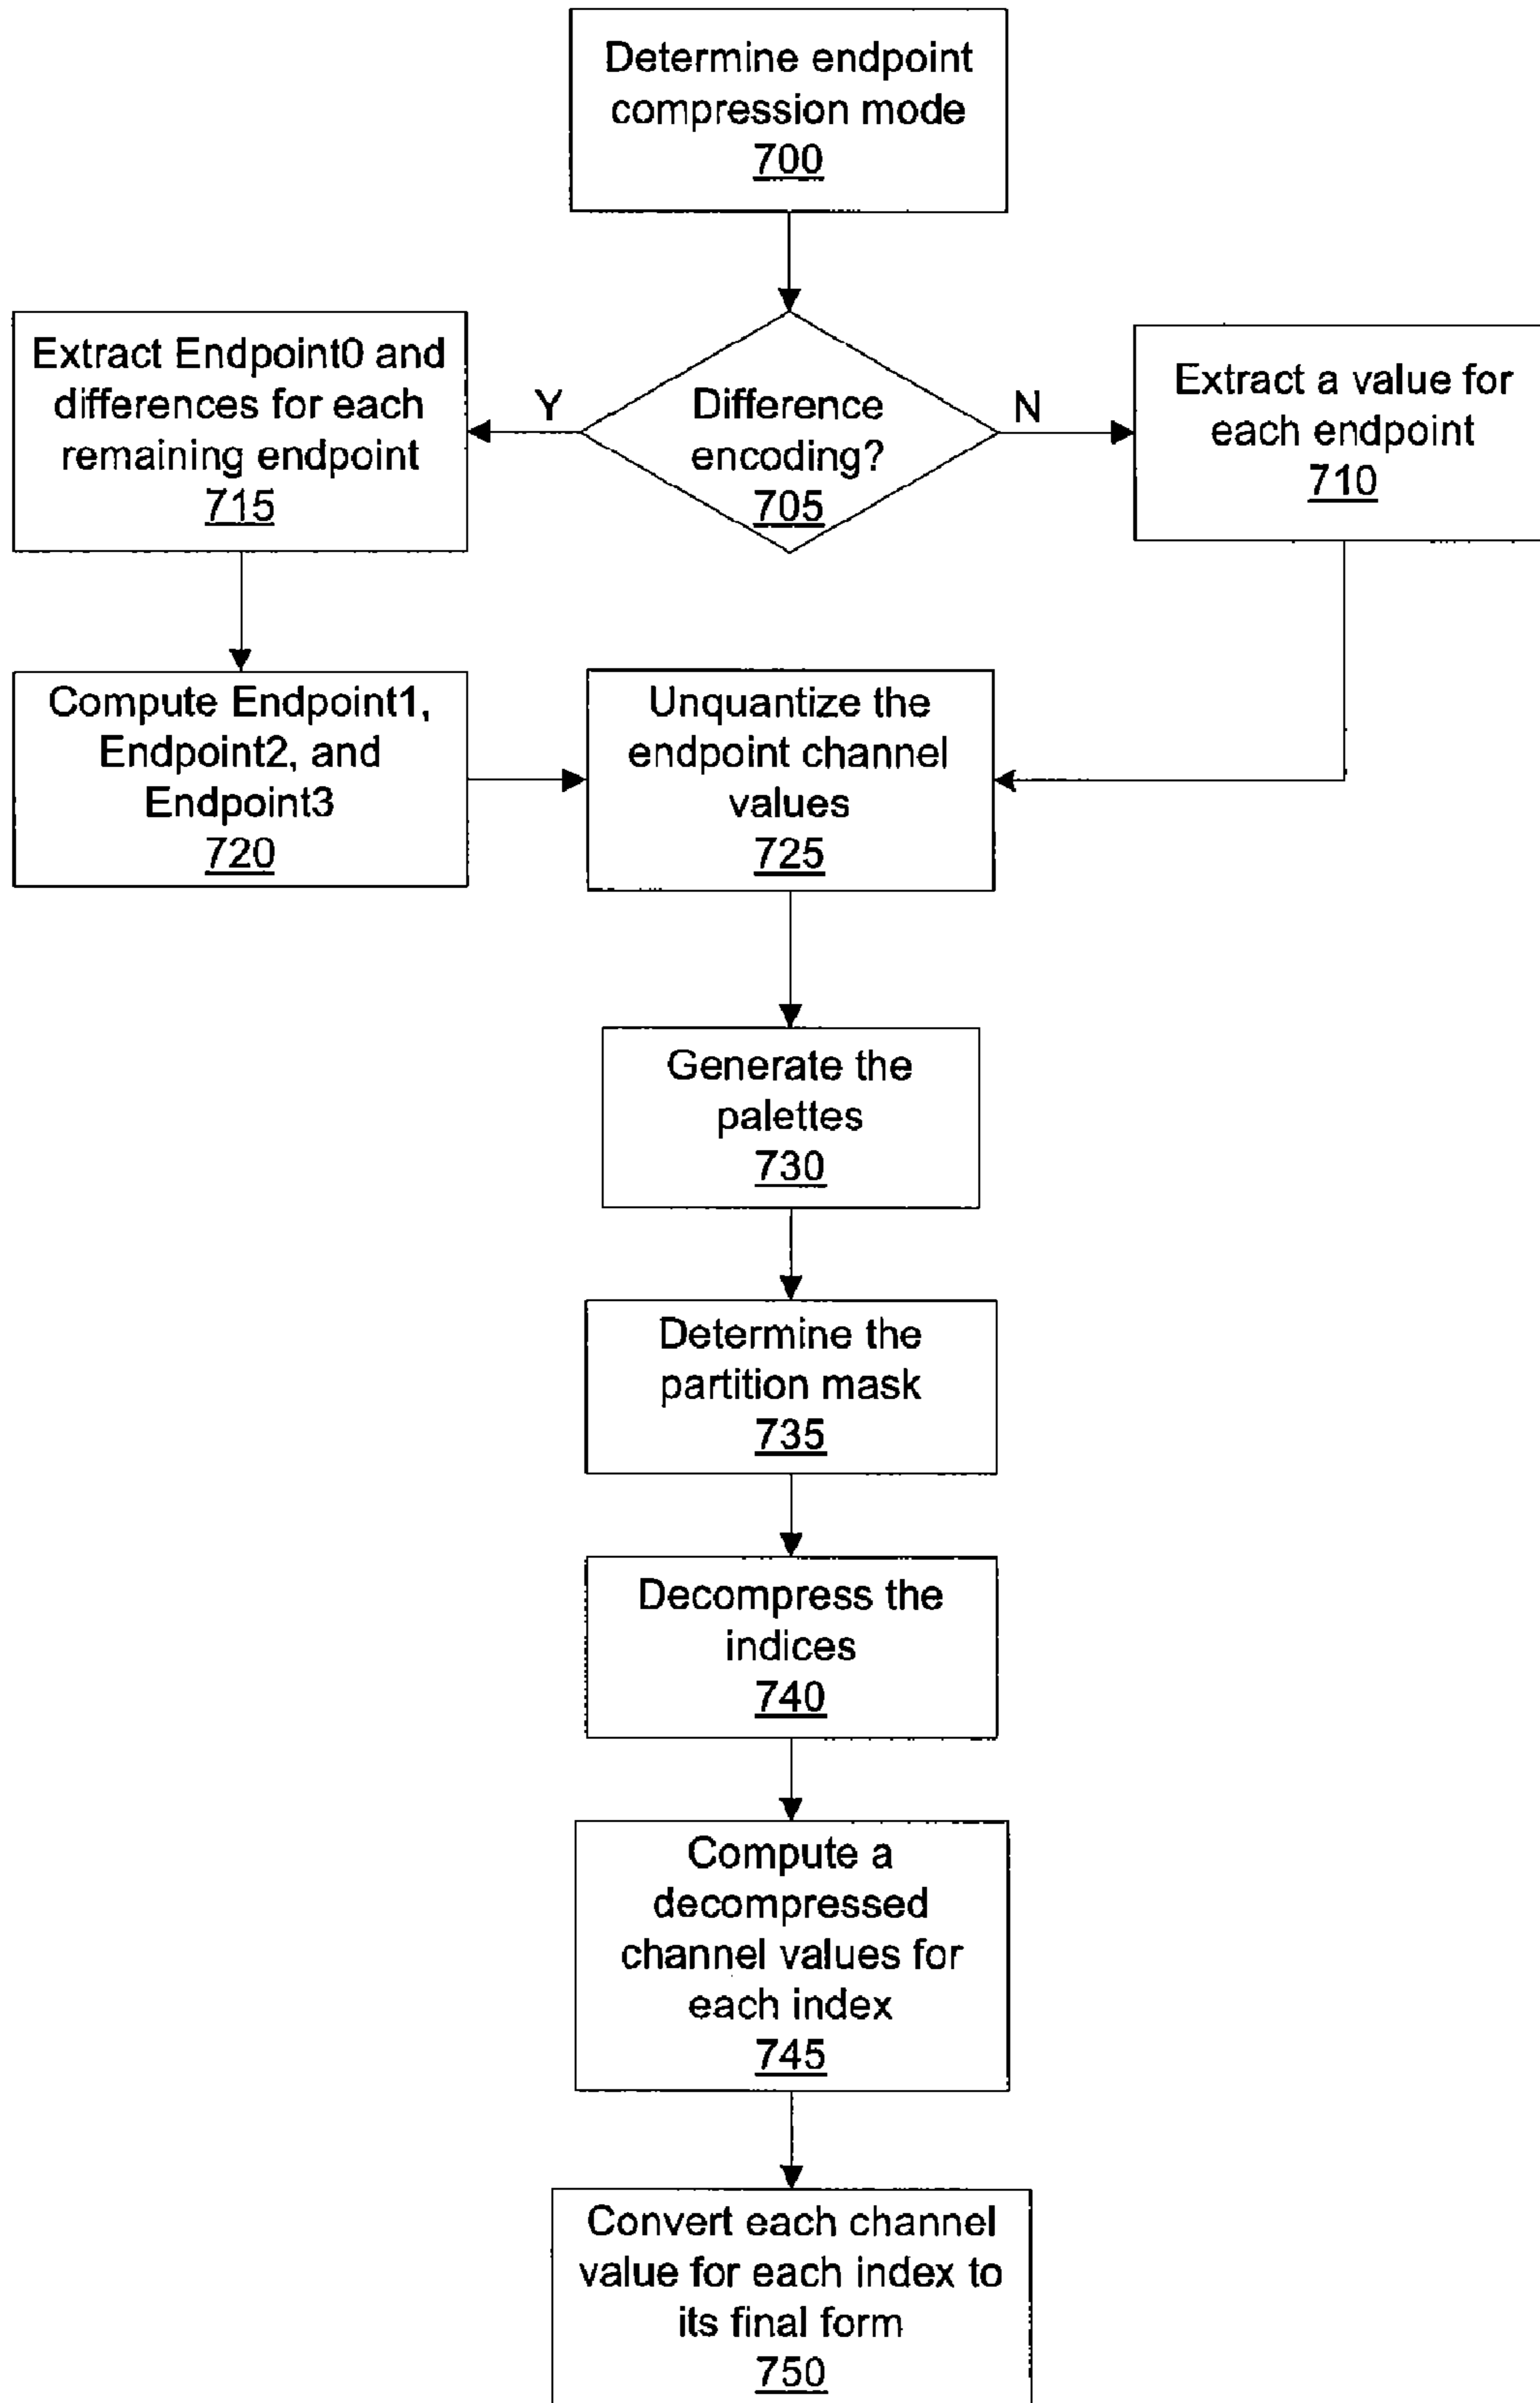 Determine endpoint
compression mode
700
Extract Endpoint0 and
differences for each
remaining endpoint
715
Y
Difference
encoding?
705
N
Extract a value for
each endpoint
710
Compute Endpoint1,
Endpoint2, and
Endpoint3
720
Unquantize the
endpoint channel
values
725
Generate the
palettes
730
Determine the
partition mask
735
Decompress the
indices
740
Compute a
decompressed
channel values for
each index
745
Convert each channel
value for each index to
its final form
750